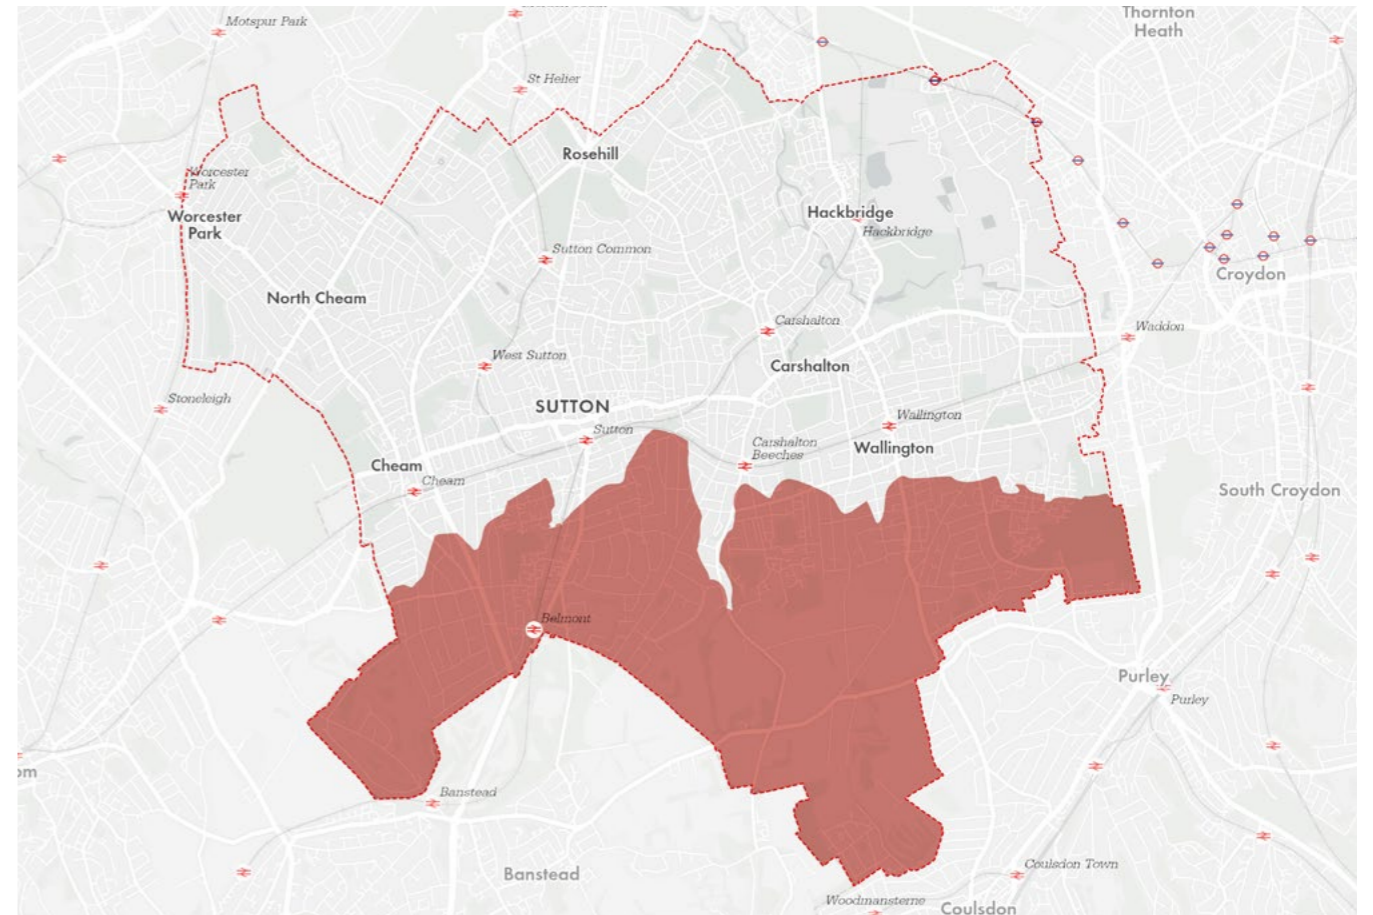 Thornton
Heath
Motspur Park
St Helier
Rosehill
Worcester
Park
Worcester
Park
Hackbridge
Hackbridge
Sutton Common
Croydon
North Cheam
Carshalton
Waddon
West Sutton
Carshalton
Stoneleigh
SUTTON
Sutton
Wallington
Carshalton
Beeches
Wallington
Cheam
Cheam
South Croydon
Belmont
Purley
Purley
om
Banstead
Banstead
Coulsdon Town
Woodmansterne
Coulsdon